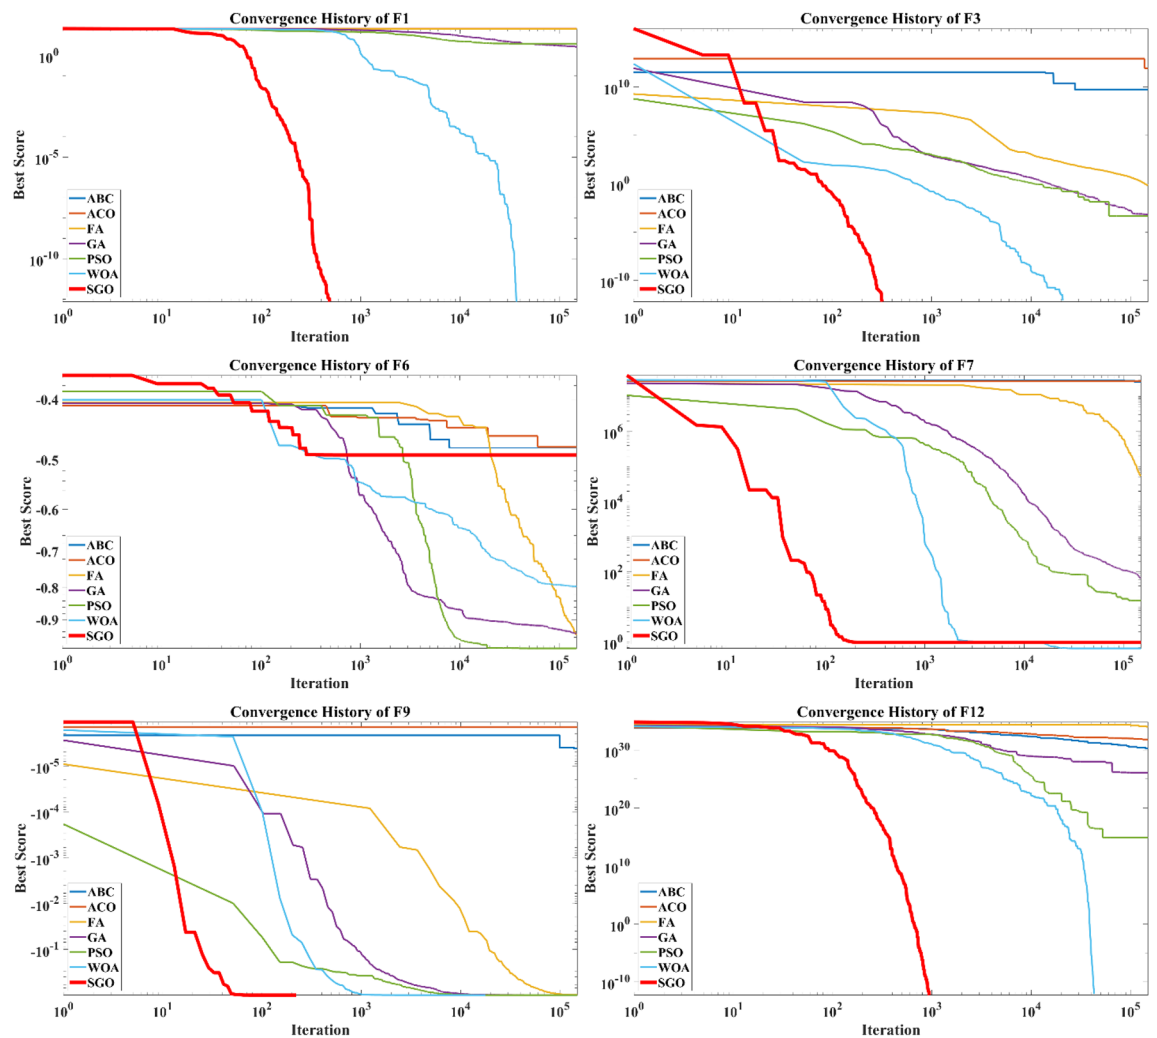 Convergence History of F1
Best Score
10^0
10^-5
10^-10
ABC
ACO
FA
GA
PSO
WOA
SGO
10^0 10^1 10^2 10^3 10^4 10^5
Iteration
Convergence History of F3
Best Score
10^10
10^0
10^-10
ABC
ACO
FA
GA
PSO
WOA
SGO
10^0 10^1 10^2 10^3 10^4 10^5
Iteration
Convergence History of F6
Best Score
-0.4
-0.5
-0.6
-0.7
-0.8
-0.9
ABC
ACO
FA
GA
PSO
WOA
SGO
10^0 10^1 10^2 10^3 10^4 10^5
Iteration
Convergence History of F7
Best Score
10^6
10^4
10^2
10^0
ABC
ACO
FA
GA
PSO
WOA
SGO
10^0 10^1 10^2 10^3 10^4 10^5
Iteration
Convergence History of F9
Best Score
-10^-5
-10^-4
-10^-3
-10^-2
-10^-1
ABC
ACO
FA
GA
PSO
WOA
SGO
10^0 10^1 10^2 10^3 10^4 10^5
Iteration
Convergence History of F12
Best Score
10^30
10^20
10^10
10^0
10^-10
ABC
ACO
FA
GA
PSO
WOA
SGO
10^0 10^1 10^2 10^3 10^4 10^5
Iteration